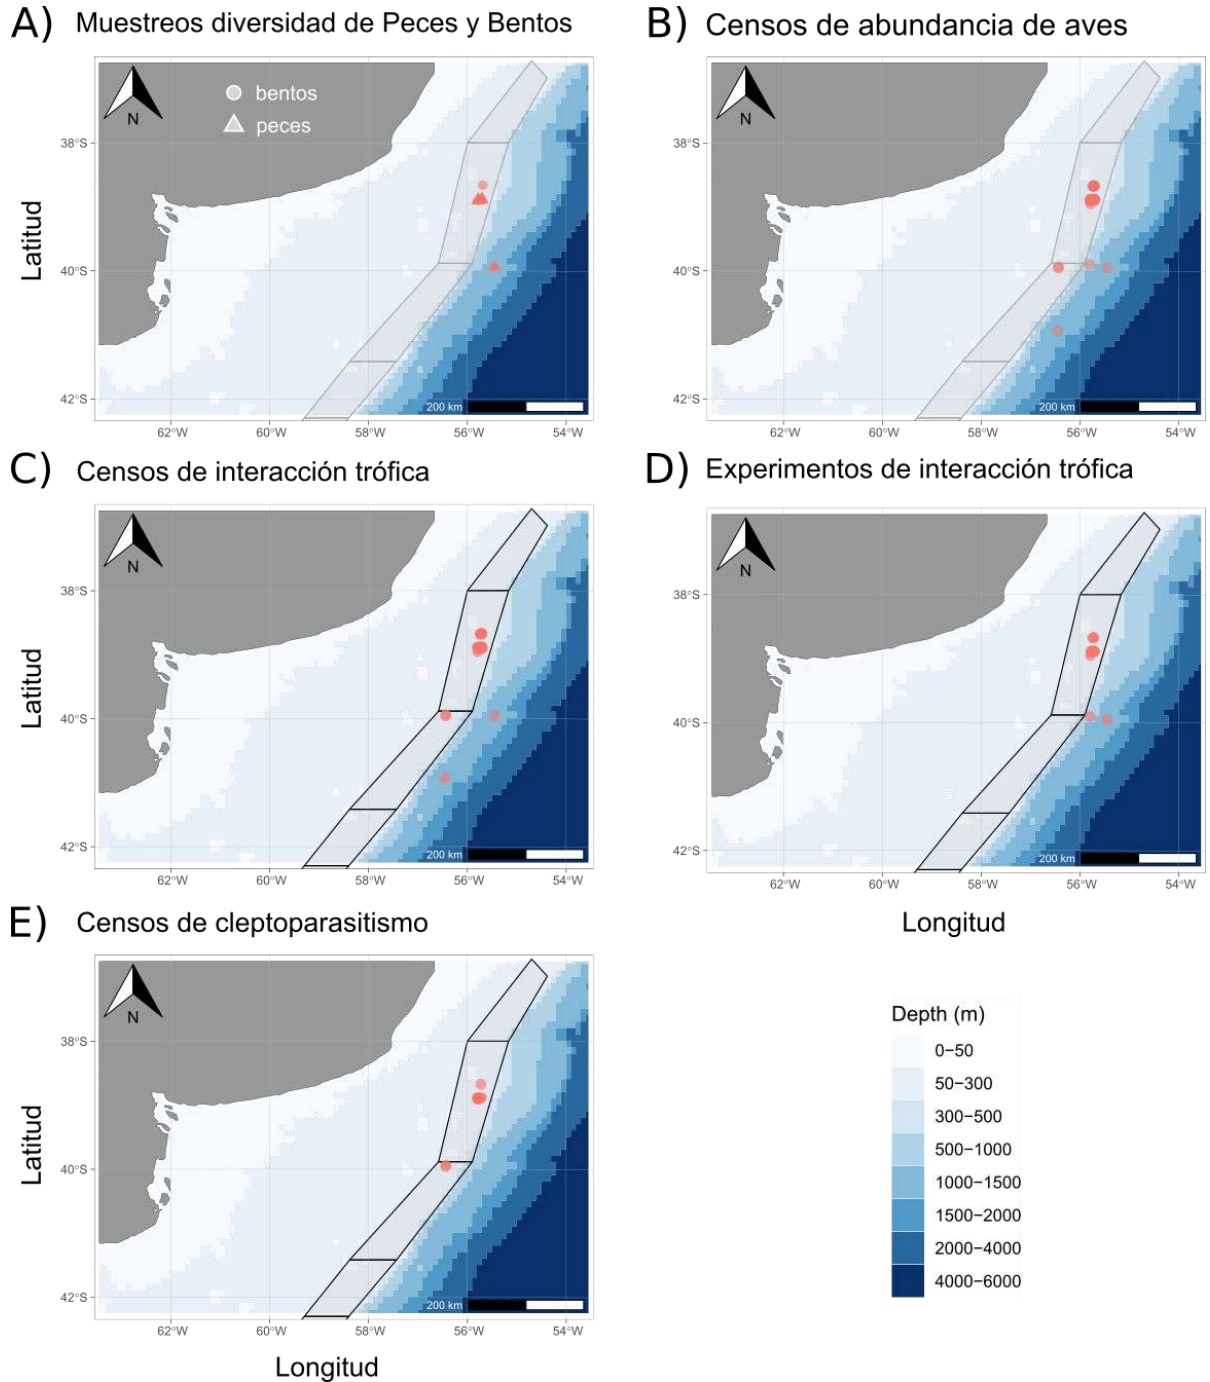 A) Muestreos diversidad de Peces y Bentos
N
bentos
peces
38°S
40°S
42°S
Latitud
200 km
62°W 60°W 58°W 56°W 54°W
B) Censos de abundancia de aves
N
38°S
40°S
42°S
200 km
62°W 60°W 58°W 56°W 54°W
C) Censos de interacción trófica
N
38°S
40°S
42°S
Latitud
200 km
62°W 60°W 58°W 56°W 54°W
D) Experimentos de interacción trófica
N
38°S
40°S
42°S
200 km
62°W 60°W 58°W 56°W 54°W
Longitud
E) Censos de cleptoparasitismo
N
38°S
40°S
42°S
Latitud
200 km
62°W 60°W 58°W 56°W 54°W
Longitud
Depth (m)
0−50
50−300
300−500
500−1000
1000−1500
1500−2000
2000−4000
4000−6000